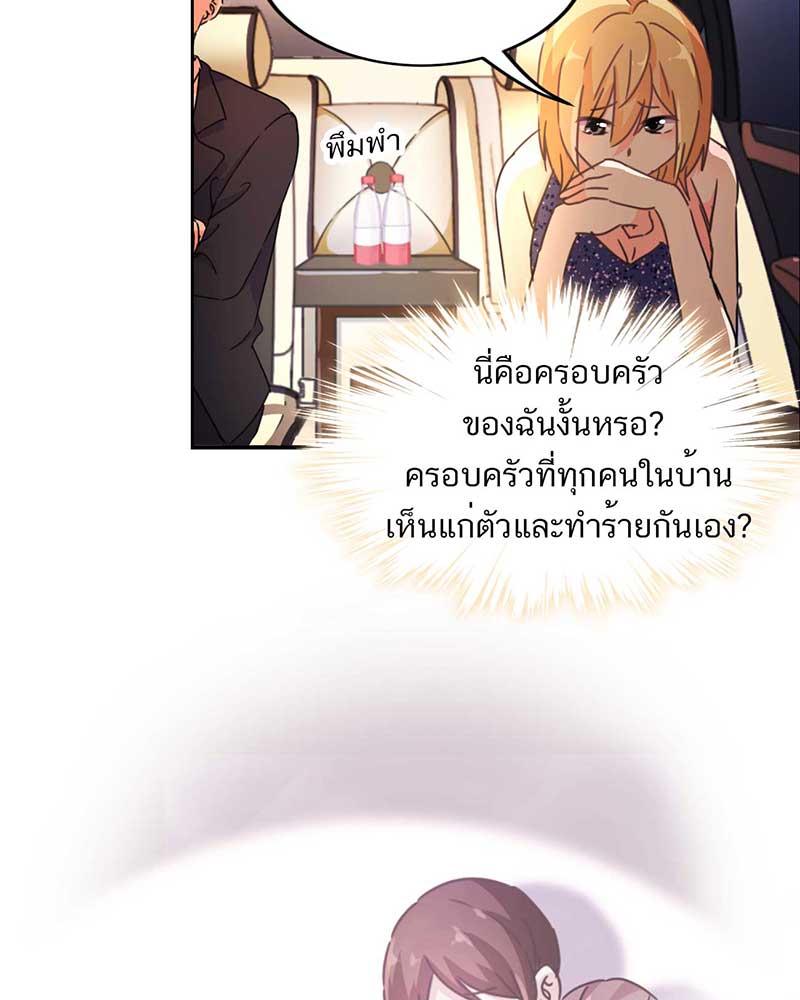 พึมพำ
นี่คือครอบครัว
ของฉันงั้นหรอ?
ครอบครัวที่ทุกคนในบ้าน
เห็นแก่ตัวและทำร้ายกันเอง?